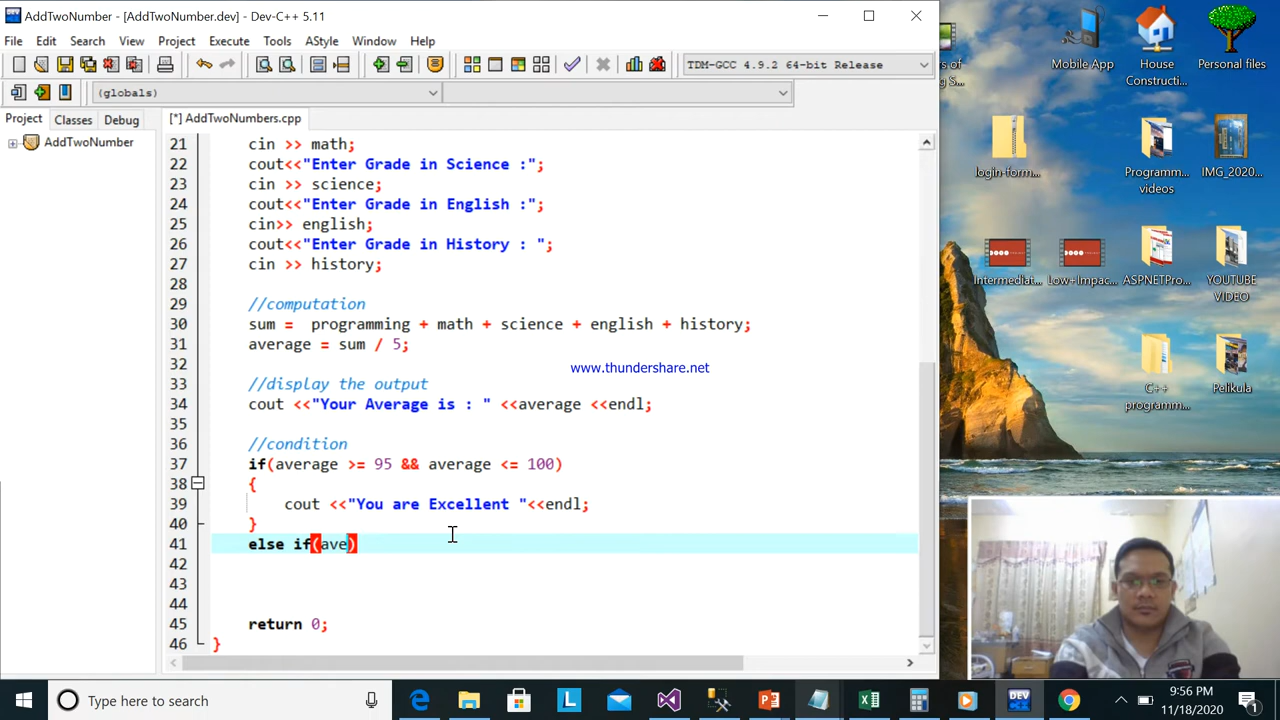 AddTwoNumber - [AddTwoNumber.dev] - Dev-C++ 5.11
File Edit Search View Project Execute Tools AStyle Window Help
TDM-GCC 4.9.2 64-bit Release
(globals)
Project Classes Debug
[*] AddTwoNumbers.cpp
AddTwoNumber
21 cin >> math;
22 cout<<"Enter Grade in Science :";
23 cin >> science;
24 cout<<"Enter Grade in English :";
25 cin>> english;
26 cout<<"Enter Grade in History : ";
27 cin >> history;
28
29 //computation
30 sum =  programming + math + science + english + history;
31 average = sum / 5;
32
www.thundershare.net
33 //display the output
34 cout <<"Your Average is : " <<average <<endl;
35
36 //condition
37 if(average >= 95 && average <= 100)
38 {
39 cout <<"You are Excellent "<<endl;
40 }
41 else if(ave)
42
43
44
45 return 0;
46 }
Mobile App
House
Constructi...
Personal files
login-form...
Programm...
videos
IMG_2020...
Intermediat...
Low+Impac...
ASPNETPro...
YOUTUBE
VIDEO
C++
programm...
Pelikula
Type here to search
DEV
9:56 PM
11/18/2020
1